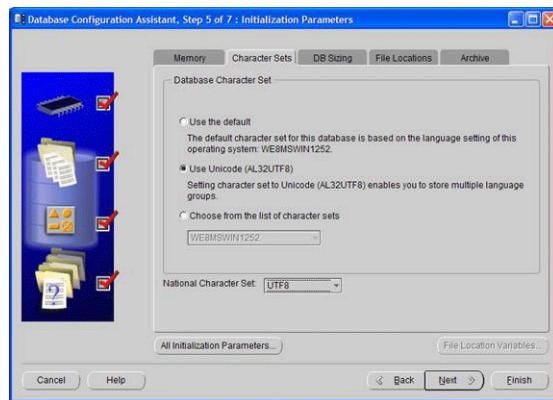 Database Configuration Assistant, Step 5 of 7 : Initialization Parameters
Memory Character Sets DB Sizing File Locations Archive
Database Character Set
Use the default
The default character set for this database is based on the language setting of this
operating system: WE8MSWIN1252.
Use Unicode (AL32UTF8)
Setting character set to Unicode (AL32UTF8) enables you to store multiple language
groups.
Choose from the list of character sets
WE8MSWIN1252
National Character Set: UTF8
All Initialization Parameters... File Location Variables...
Cancel Help Back Next Finish